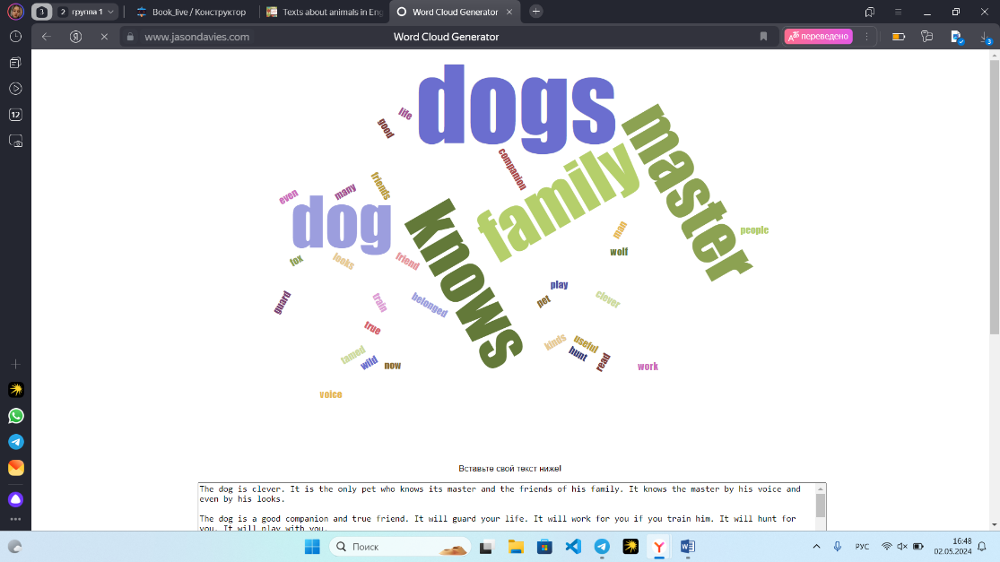 3
2 группа 1
Book_live / Конструктор
Texts about animals in Eng
Word Cloud Generator
www.jasondavies.com
Word Cloud Generator
переведено
3
12
dogs
life
good
master
companion
family
even
many
friends
dog
knows
man
people
wolf
fox
looks
friend
guard
train
belonged
play
pet
clever
true
kinds
useful
hunt
read
tamed
wild
now
work
voice
Вставьте свой текст ниже!
The dog is clever. It is the only pet who knows its master and the friends of his family. It knows the master by his voice and
even by his looks.
The dog is a good companion and true friend. It will guard your life. It will work for you if you train him. It will hunt for
you. It will play with you.
Поиск
РУС
16:48
02.05.2024